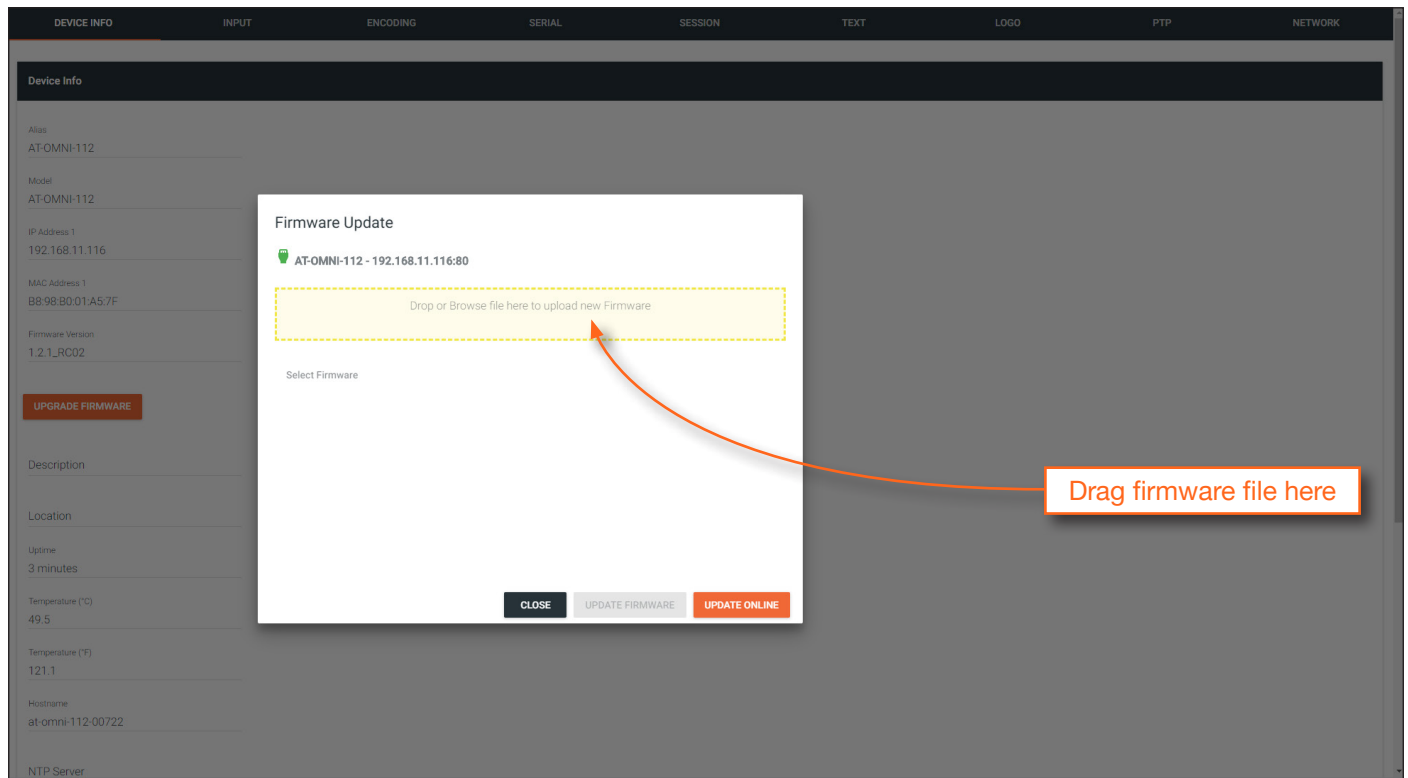 DEVICE INFO INPUT ENCODING SERIAL SESSION TEXT LOGO PTP NETWORK
Device Info
Alias
AT-OMNI-112
Model
AT-OMNI-112
IP Address 1
192.168.11.116
MAC Address 1
B8:98:B0:01:A5:7F
Firmware Version
1.2.1_RC02
UPGRADE FIRMWARE
Description
Location
Uptime
3 minutes
Temperature (°C)
49.5
Temperature (°F)
121.1
Hostname
at-omni-112-00722
NTP Server
Firmware Update
AT-OMNI-112 - 192.168.11.116:80
Drop or Browse file here to upload new Firmware
Select Firmware
CLOSE UPDATE FIRMWARE UPDATE ONLINE
Drag firmware file here